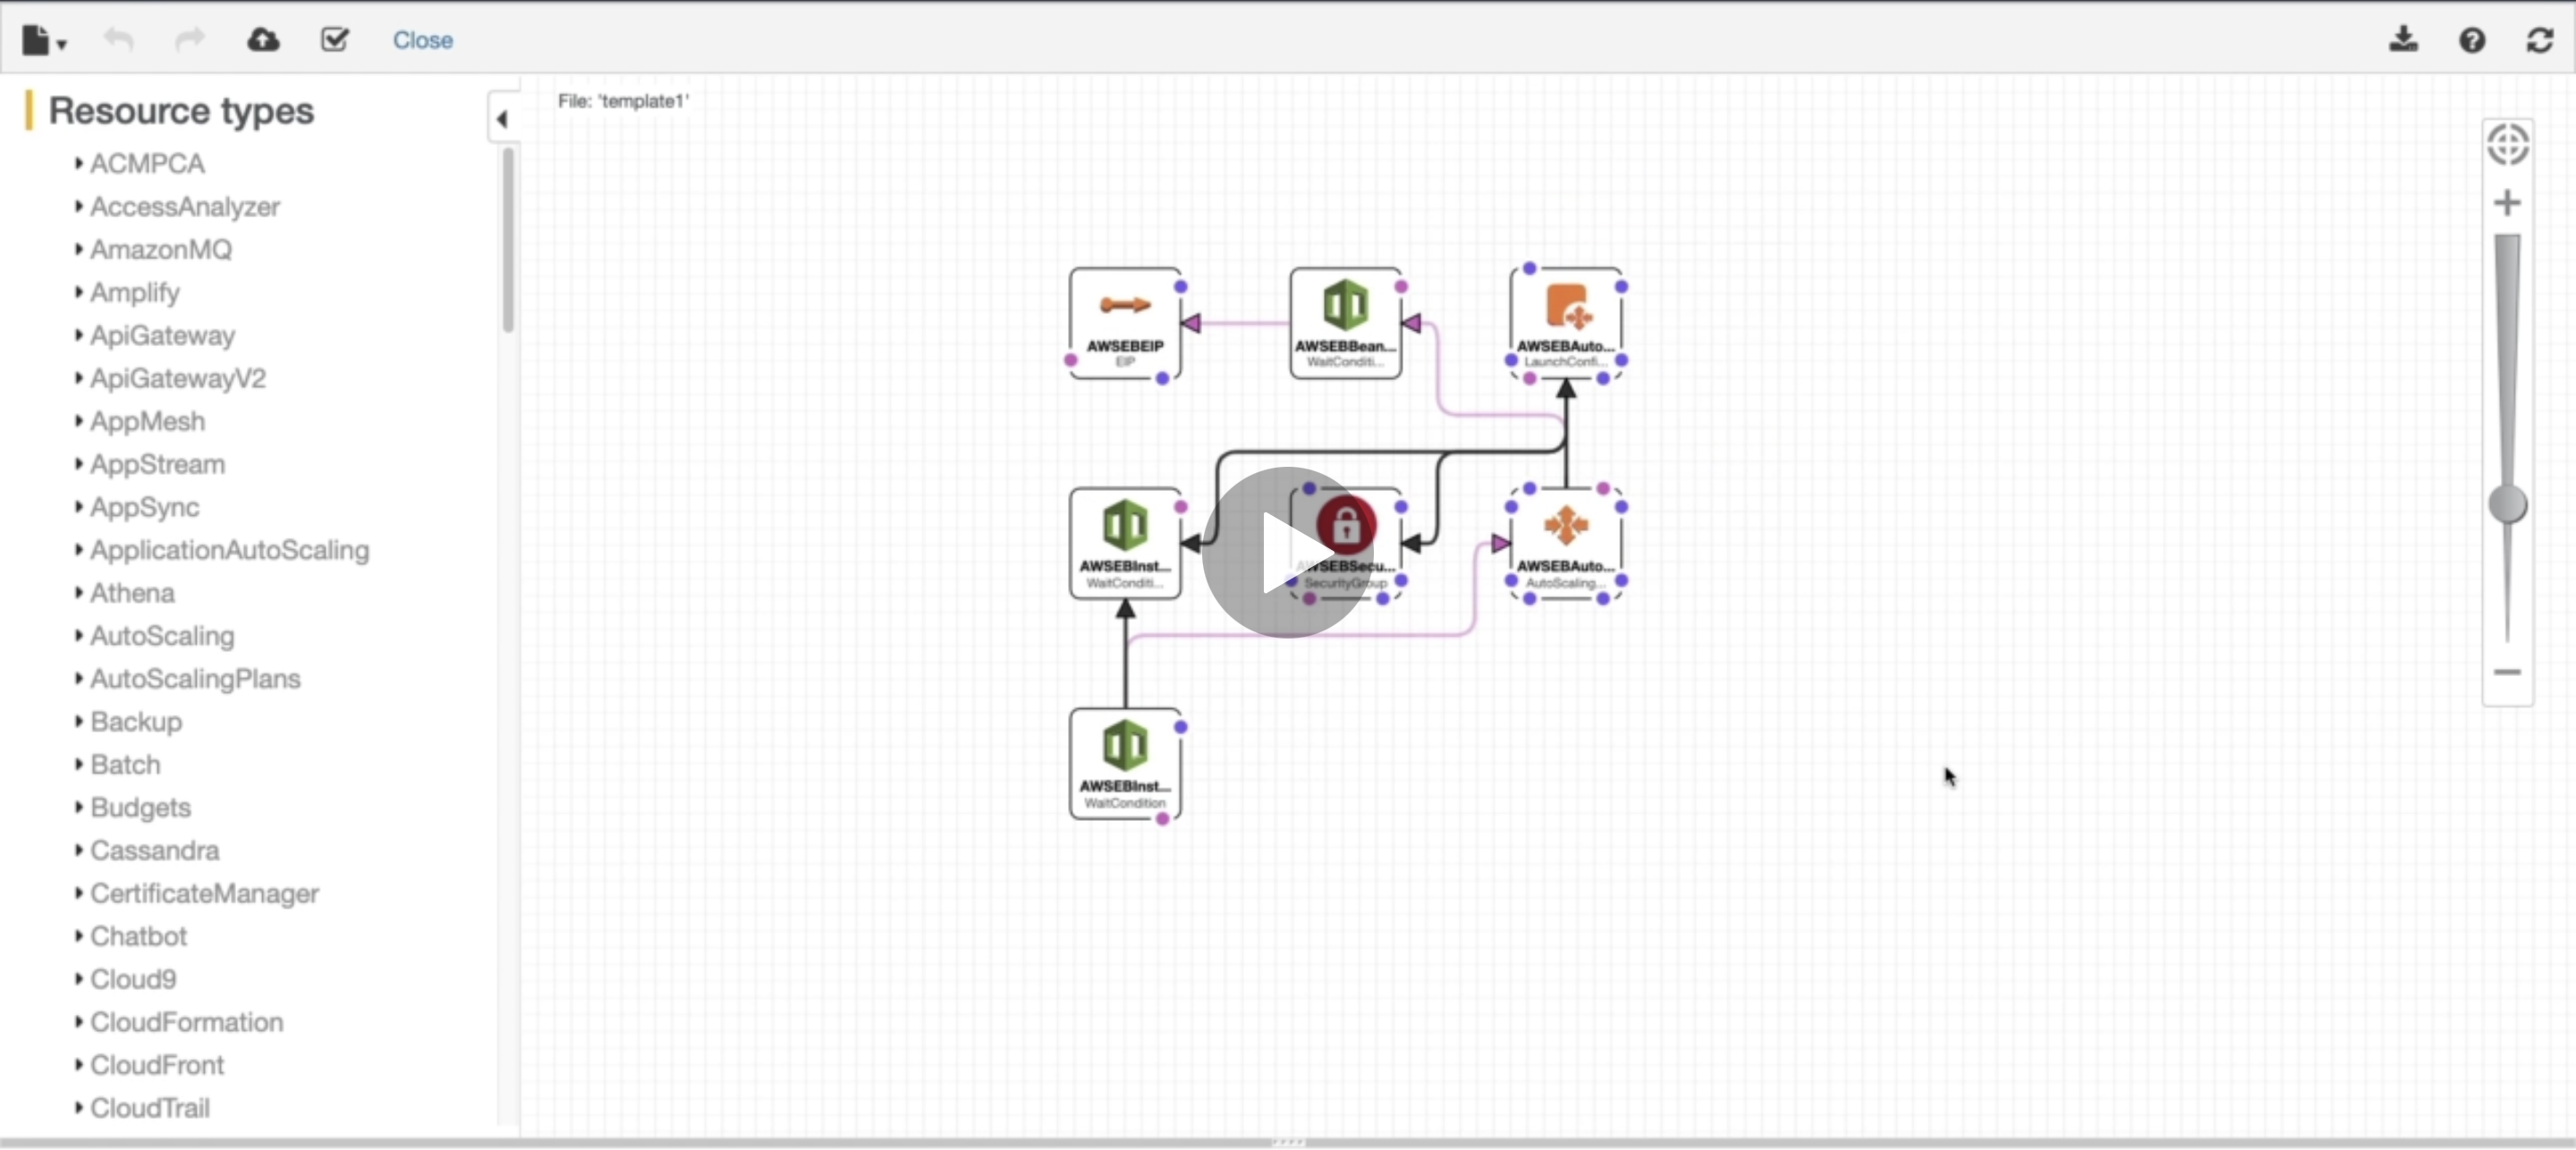 Close
Resource types
ACMPCA
AccessAnalyzer
AmazonMQ
Amplify
ApiGateway
ApiGatewayV2
AppMesh
AppStream
AppSync
ApplicationAutoScaling
Athena
AutoScaling
AutoScalingPlans
Backup
Batch
Budgets
Cassandra
CertificateManager
Chatbot
Cloud9
CloudFormation
CloudFront
CloudTrail
File: 'template1'
AWSEBEIP
EIP
AWSEBBean...
WaitConditi...
AWSEBAuto...
LaunchConfi...
AWSEBInst...
WaitConditi...
AWSEBSecu...
SecurityGroup
AWSEBAuto...
AutoScaling...
AWSEBInst...
WaitCondition